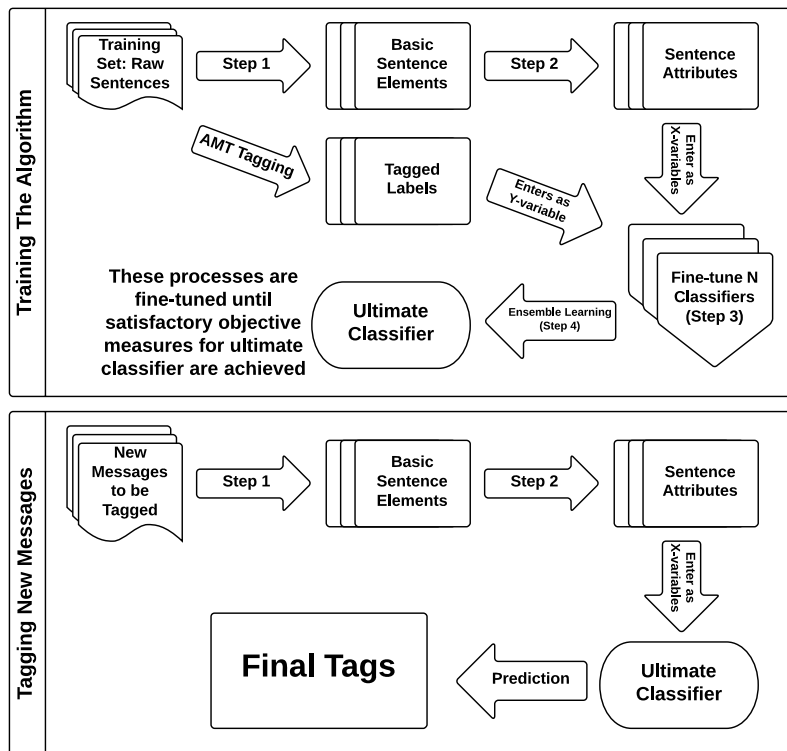 Training The Algorithm
Training
Set: Raw
Sentences
Step 1
Basic
Sentence
Elements
Step 2
Sentence
Attributes
AMT Tagging
Tagged
Labels
Enters as
Y-variable
Enter as
X-variables
These processes are
fine-tuned until
satisfactory objective
measures for ultimate
classifier are achieved
Ultimate
Classifier
Ensemble Learning
(Step 4)
Fine-tune N
Classifiers
(Step 3)
Tagging New Messages
New
Messages
to be
Tagged
Step 1
Basic
Sentence
Elements
Step 2
Sentence
Attributes
Enter as
X-variables
Final Tags
Prediction
Ultimate
Classifier